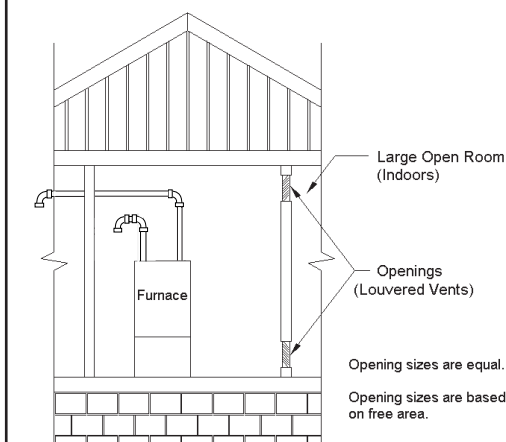 Large Open Room
(Indoors)
Furnace
Openings
(Louvered Vents)
Opening sizes are equal.
Opening sizes are based
on free area.